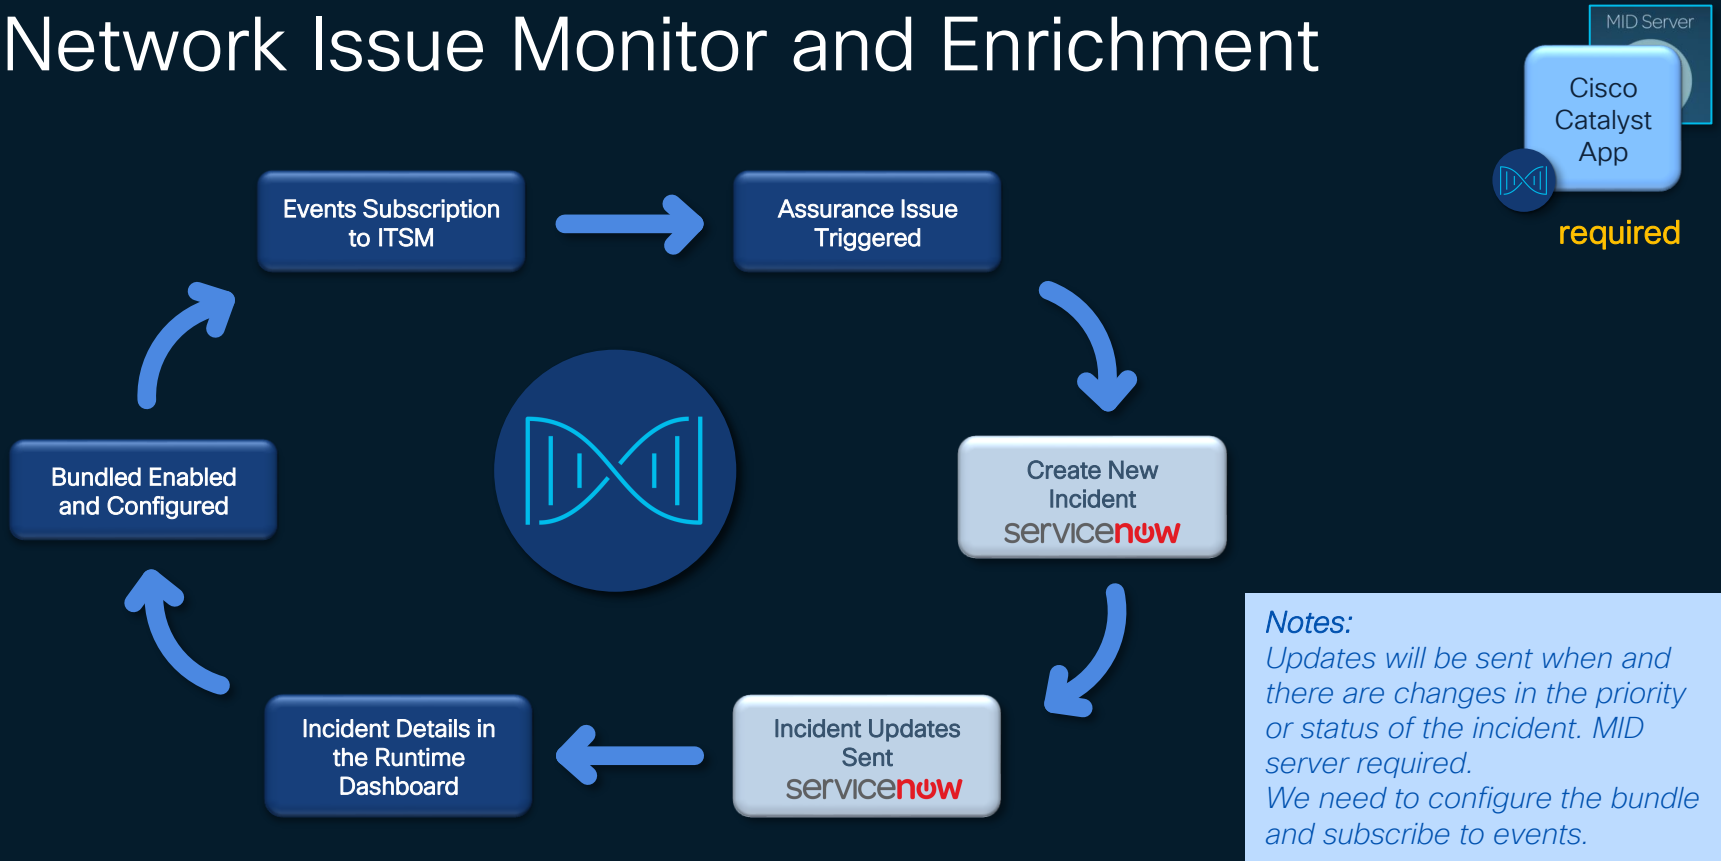 Network Issue Monitor and Enrichment
MID Server
Cisco
Catalyst
App
required
Events Subscription
to ITSM
Assurance Issue
Triggered
Bundled Enabled
and Configured
Create New
Incident
servicenow
Incident Details in
the Runtime
Dashboard
Incident Updates
Sent
servicenow
Notes:
Updates will be sent when and
there are changes in the priority
or status of the incident. MID
server required.
We need to configure the bundle
and subscribe to events.